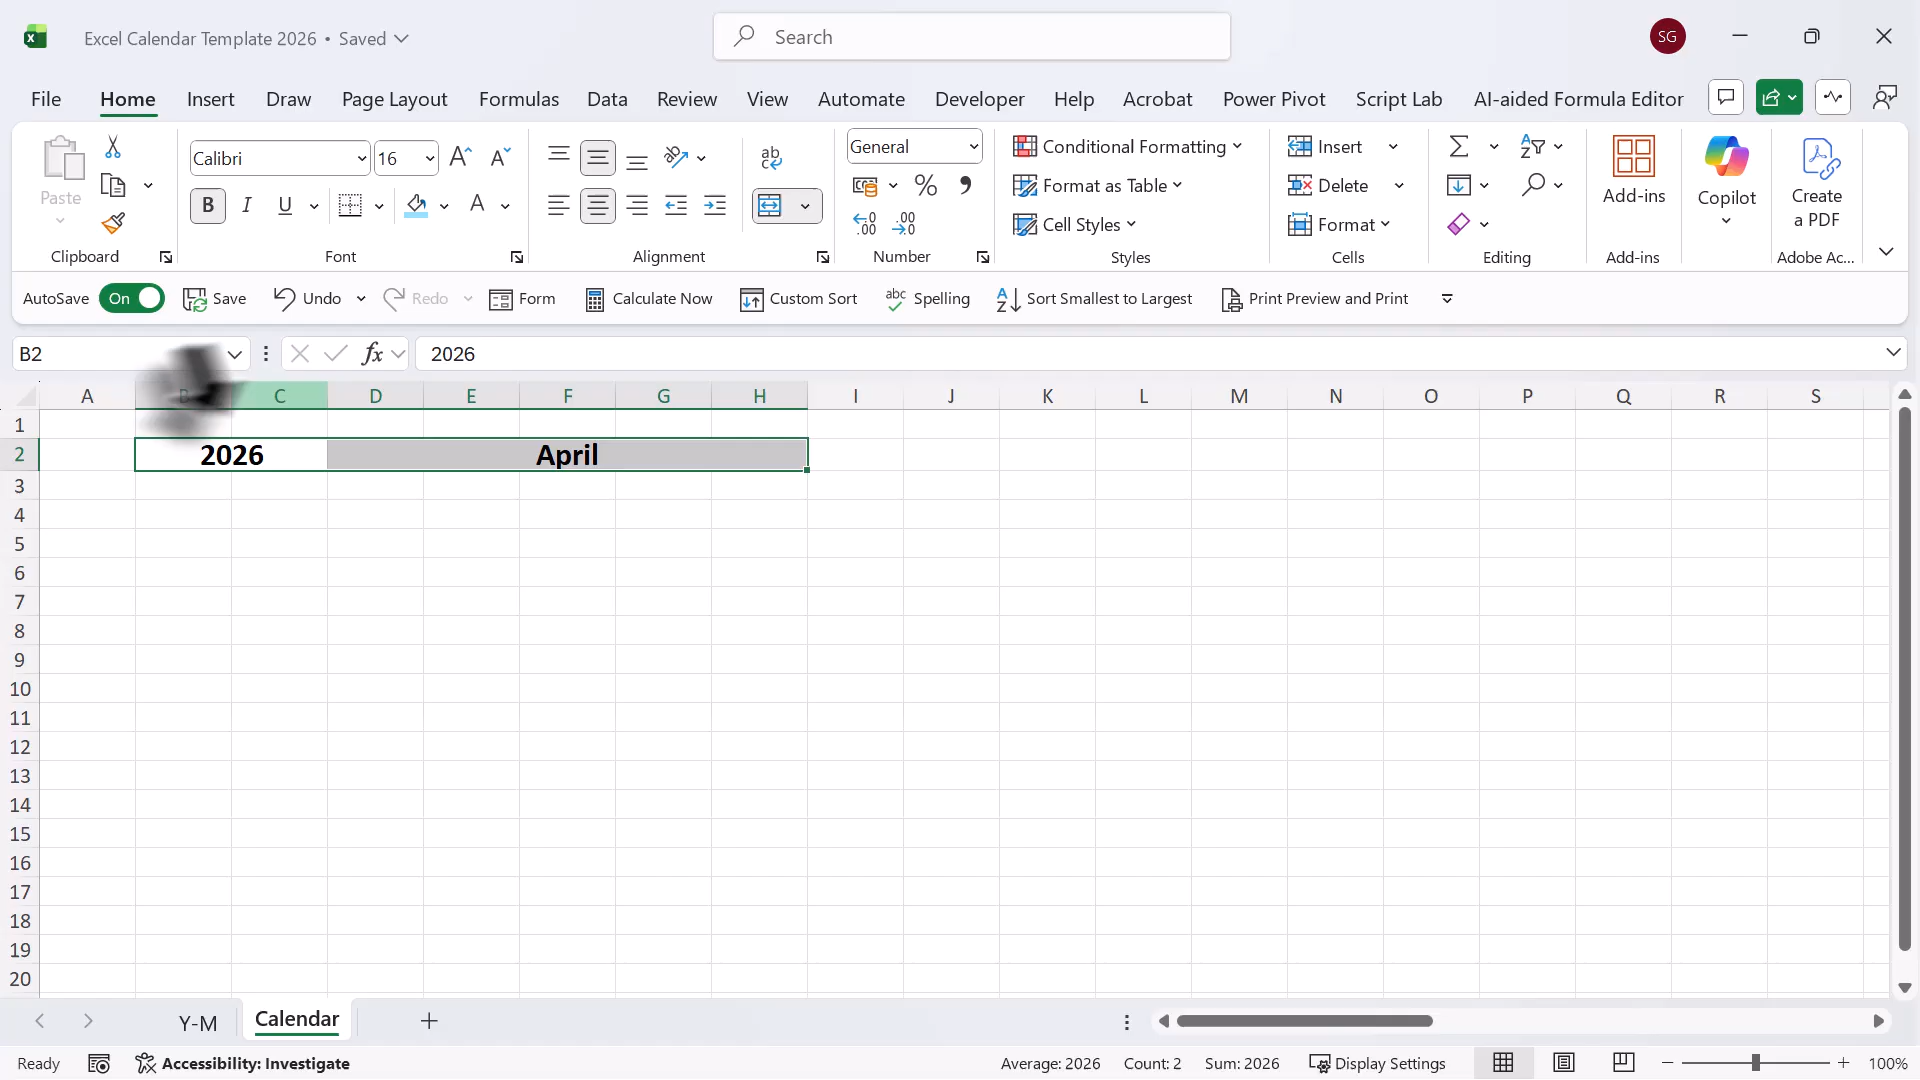 Excel Calendar Template 2026 • Saved
Search
SG
File Home Insert Draw Page Layout Formulas Data Review View Automate Developer Help Acrobat Power Pivot Script Lab AI-aided Formula Editor
Paste
Clipboard
Calibri
16
B I U
A
Font
Alignment
General
Number
Conditional Formatting
Format as Table
Cell Styles
Styles
Insert
Delete
Format
Cells
Editing
Add-ins
Add-ins
Copilot
Create
a PDF
Adobe Ac...
AutoSave On Save Undo Redo Form Calculate Now Custom Sort Spelling Sort Smallest to Largest Print Preview and Print
B2
fx
2026
A B C D E F G H I J K L M N O P Q R S
1
2 2026 April
3
4
5
6
7
8
9
10
11
12
13
14
15
16
17
18
19
20
Y-M Calendar
Ready Accessibility: Investigate Average: 2026 Count: 2 Sum: 2026 Display Settings 100%